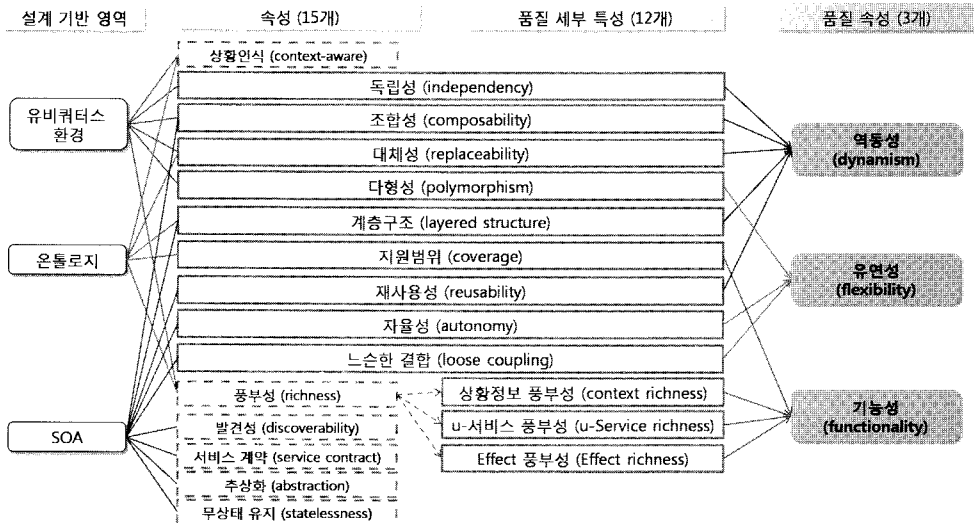 설계 기반 영역
속성 (15개)
품질 세부 특성 (12개)
품질 속성 (3개)
유비쿼터스
환경
온톨로지
SOA
상황인식 (context-aware)
독립성 (independency)
조합성 (composability)
대체성 (replaceability)
다형성 (polymorphism)
계층구조 (layered structure)
지원범위 (coverage)
재사용성 (reusability)
자율성 (autonomy)
느슨한 결합 (loose coupling)
풍부성 (richness)
발견성 (discoverability)
서비스 계약 (service contract)
추상화 (abstraction)
무상태 유지 (statelessness)
상황정보 풍부성 (context richness)
u-서비스 풍부성 (u-Service richness)
Effect 풍부성 (Effect richness)
역동성
(dynamism)
유연성
(flexibility)
기능성
(functionality)